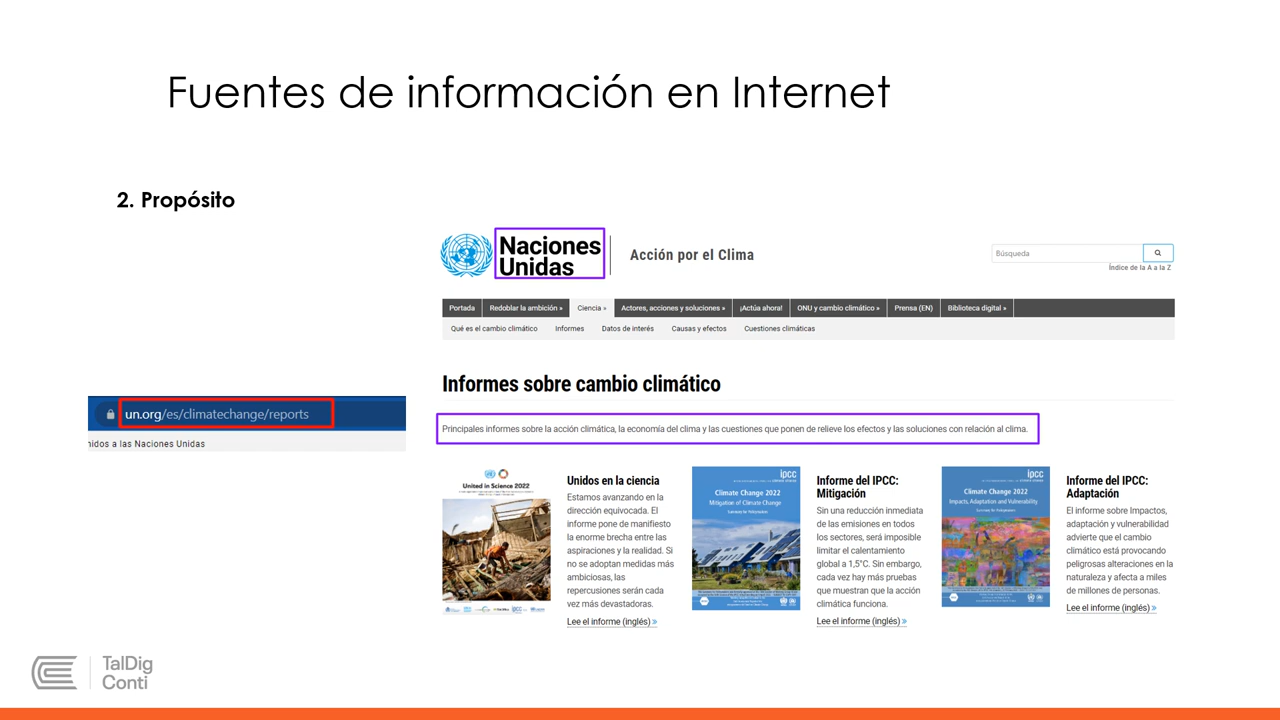 Fuentes de información en Internet
2. Propósito
Naciones
Unidas
Acción por el Clima
Búsqueda
Índice de la A a la Z
Portada Redoblar la ambición » Ciencia » Actores, acciones y soluciones » ¡Actúa ahora! ONU y cambio climático » Prensa (EN) Biblioteca digital »
Qué es el cambio climático Informes Datos de interés Causas y efectos Cuestiones climáticas
Informes sobre cambio climático
un.org/es/climatechange/reports
nidos a las Naciones Unidas
Principales informes sobre la acción climática, la economía del clima y las cuestiones que ponen de relieve los efectos y las soluciones con relación al clima.
United in Science 2022
Unidos en la ciencia
Estamos avanzando en la
dirección equivocada. El
informe pone de manifiesto
la enorme brecha entre las
aspiraciones y la realidad. Si
no se adoptan medidas más
ambiciosas, las
repercusiones serán cada
vez más devastadoras.
Lee el informe (inglés) »
ipcc
Climate Change 2022
Mitigation of Climate Change
Summary for Policymakers
Informe del IPCC:
Mitigación
Sin una reducción inmediata
de las emisiones en todos
los sectores, será imposible
limitar el calentamiento
global a 1,5°C. Sin embargo,
cada vez hay más pruebas
que muestran que la acción
climática funciona.
Lee el informe (inglés) »
ipcc
Climate Change 2022
Impacts, Adaptation and Vulnerability
Summary for Policymakers
Informe del IPCC:
Adaptación
El informe sobre Impactos,
adaptación y vulnerabilidad
advierte que el cambio
climático está provocando
peligrosas alteraciones en la
naturaleza y afecta a miles
de millones de personas.
Lee el informe (inglés) »
TalDig
Conti